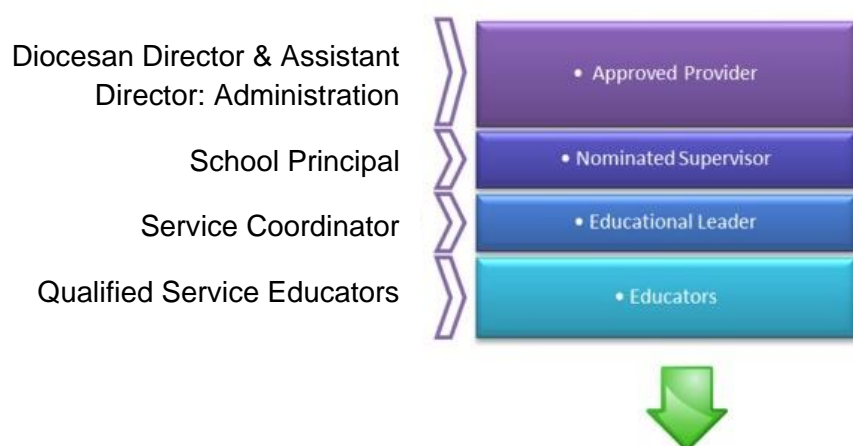 Diocesan Director & Assistant
Director: Administration
• Approved Provider
School Principal
• Nominated Supervisor
Service Coordinator
• Educational Leader
Qualified Service Educators
• Educators